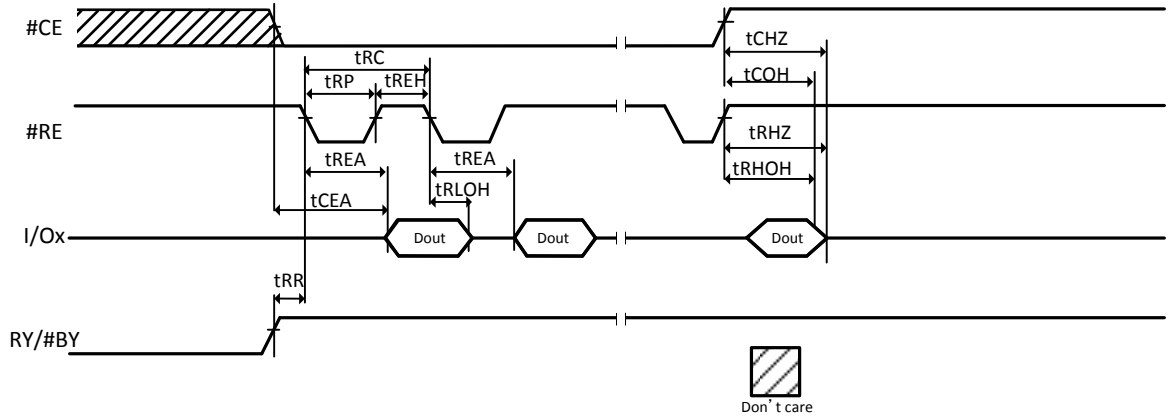 #CE
tCHZ
tRC
tCOH
tRP
tREH
#RE
tRHZ
tREA
tREA
tRHOH
tRLOH
tCEA
I/Ox
Dout
Dout
Dout
tRR
RY/#BY
Don't care